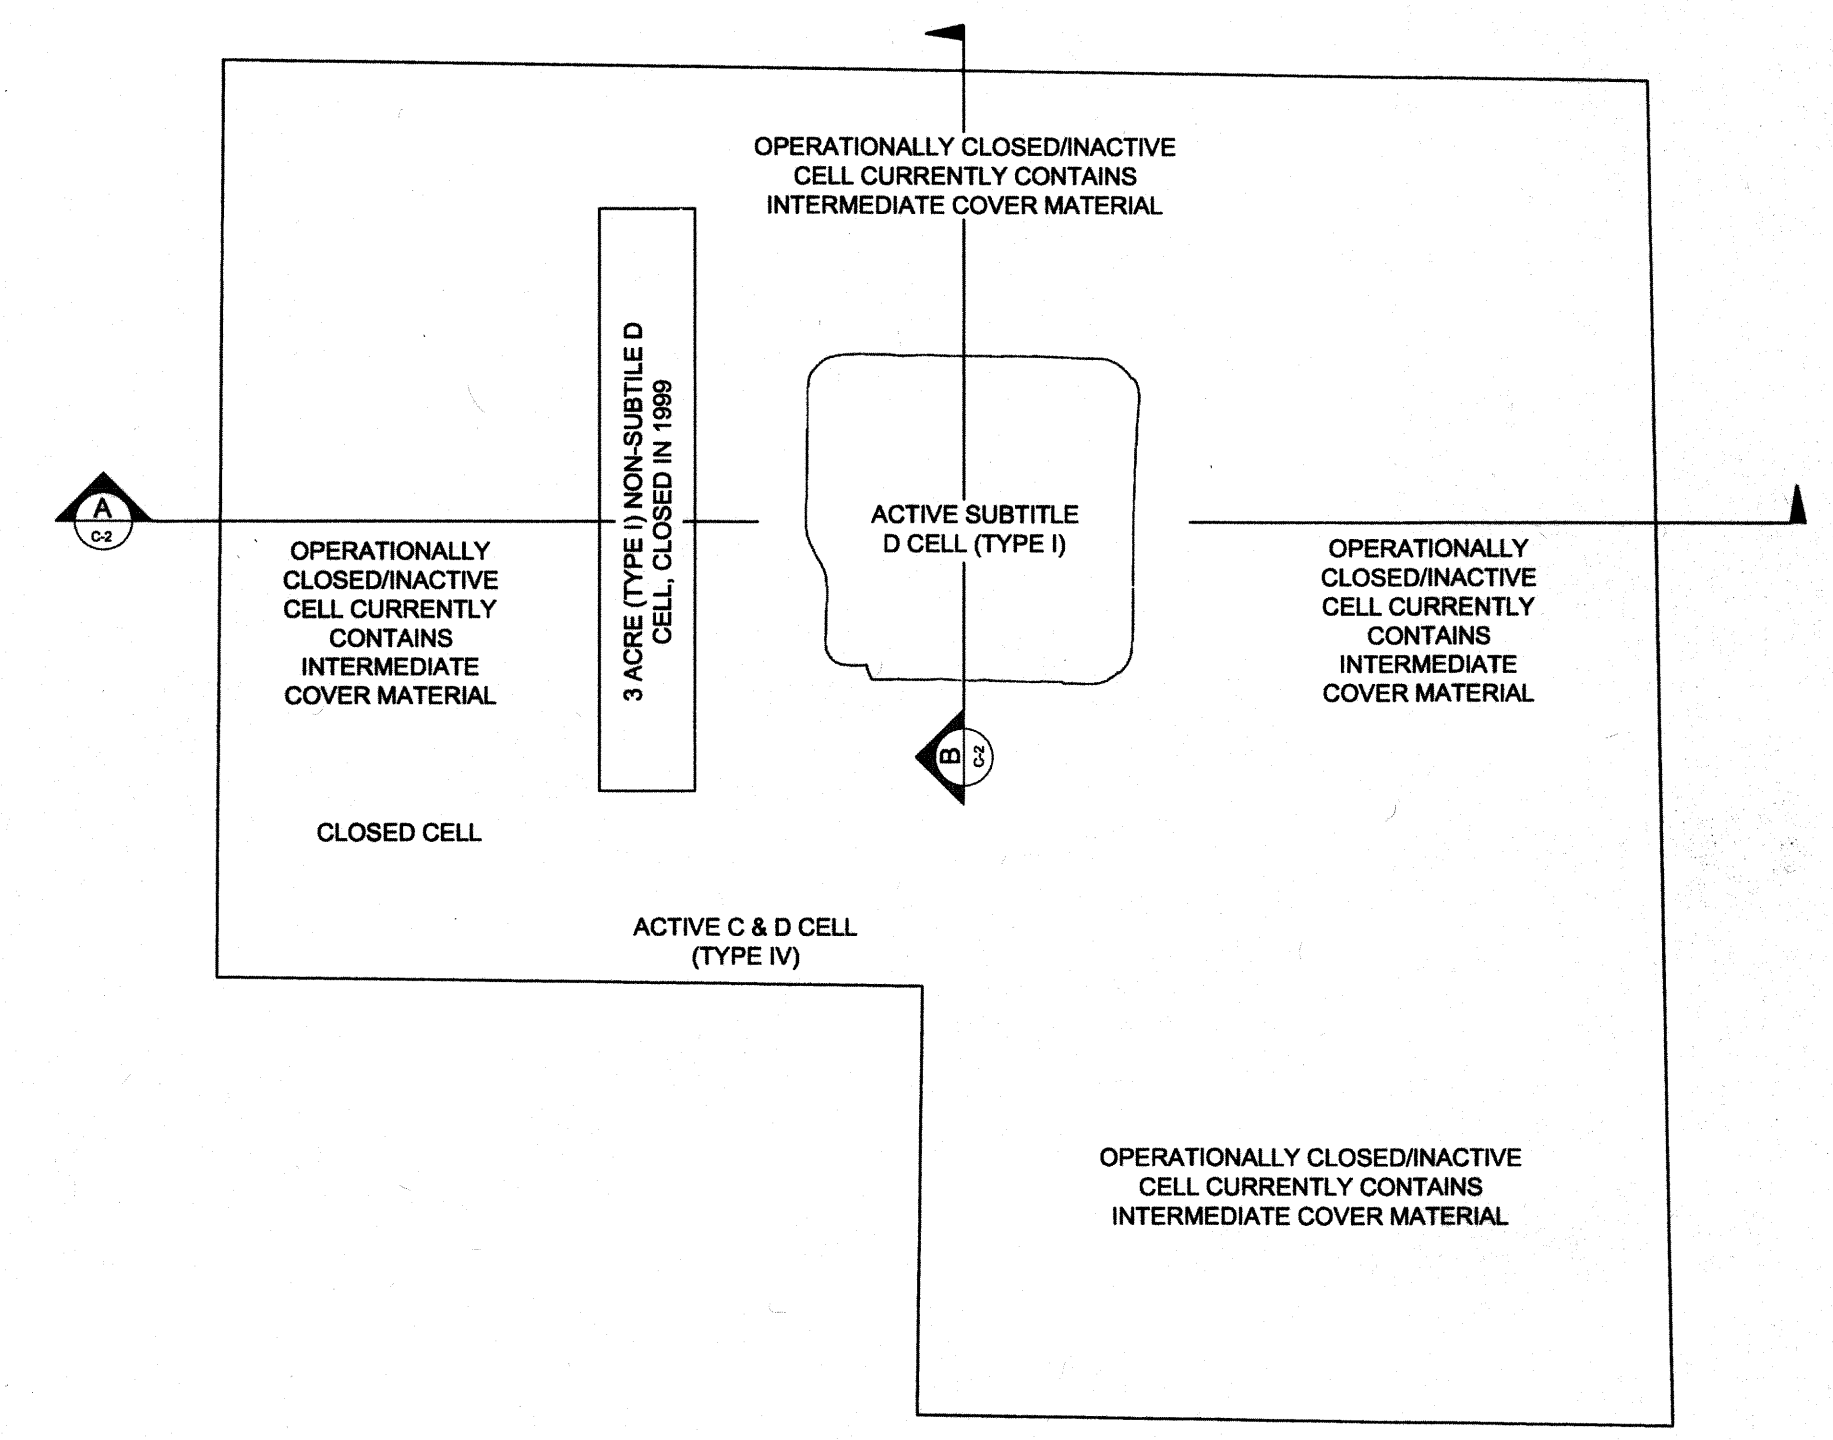 OPERATIONALLY CLOSED/INACTIVE
CELL CURRENTLY CONTAINS
INTERMEDIATE COVER MATERIAL
3 ACRE (TYPE I) NON-SUBTILE D
CELL, CLOSED IN 1999
A
C-2
ACTIVE SUBTITLE
D CELL (TYPE I)
OPERATIONALLY
CLOSED/INACTIVE
CELL CURRENTLY
CONTAINS
INTERMEDIATE
COVER MATERIAL
OPERATIONALLY
CLOSED/INACTIVE
CELL CURRENTLY
CONTAINS
INTERMEDIATE
COVER MATERIAL
B
C-2
CLOSED CELL
ACTIVE C & D CELL
(TYPE IV)
OPERATIONALLY CLOSED/INACTIVE
CELL CURRENTLY CONTAINS
INTERMEDIATE COVER MATERIAL